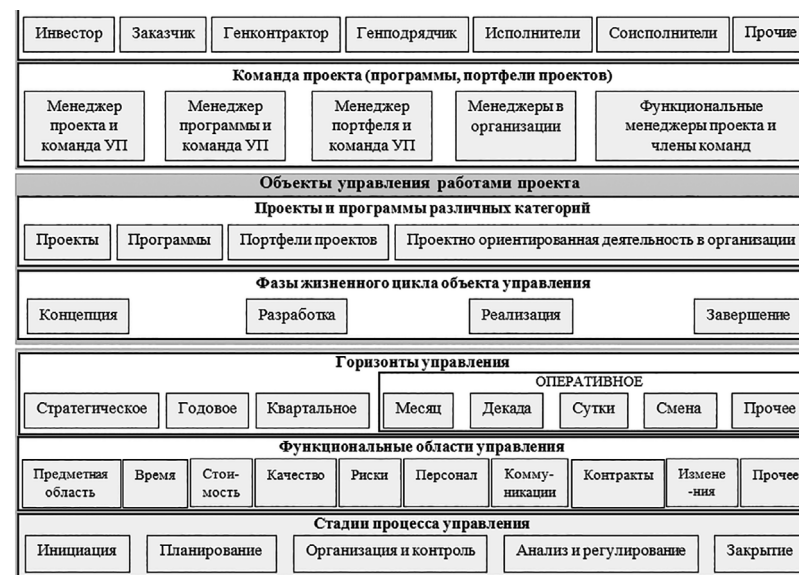 Инвестор Заказчик Генконтрактор Генподрядчик Исполнители Соисполнители Прочие
Команда проекта (программы, портфели проектов)
Менеджер проекта и команда УП
Менеджер программы и команда УП
Менеджер портфеля и команда УП
Менеджеры в организации
Функциональные менеджеры проекта и члены команд
Объекты управления работами проекта
Проекты и программы различных категорий
Проекты Программы Портфели проектов Проектно ориентированная деятельность в организации
Фазы жизненного цикла объекта управления
Концепция Разработка Реализация Завершение
Горизонты управления
ОПЕРАТИВНОЕ
Стратегическое Годовое Квартальное Месяц Декада Сутки Смена Прочее
Функциональные области управления
Предметная область
Время
Стои-
мость
Качество
Риски
Персонал
Комму-
никации
Контракты
Измене
-ния
Прочее
Стадии процесса управления
Инициация Планирование Организация и контроль Анализ и регулирование Закрытие